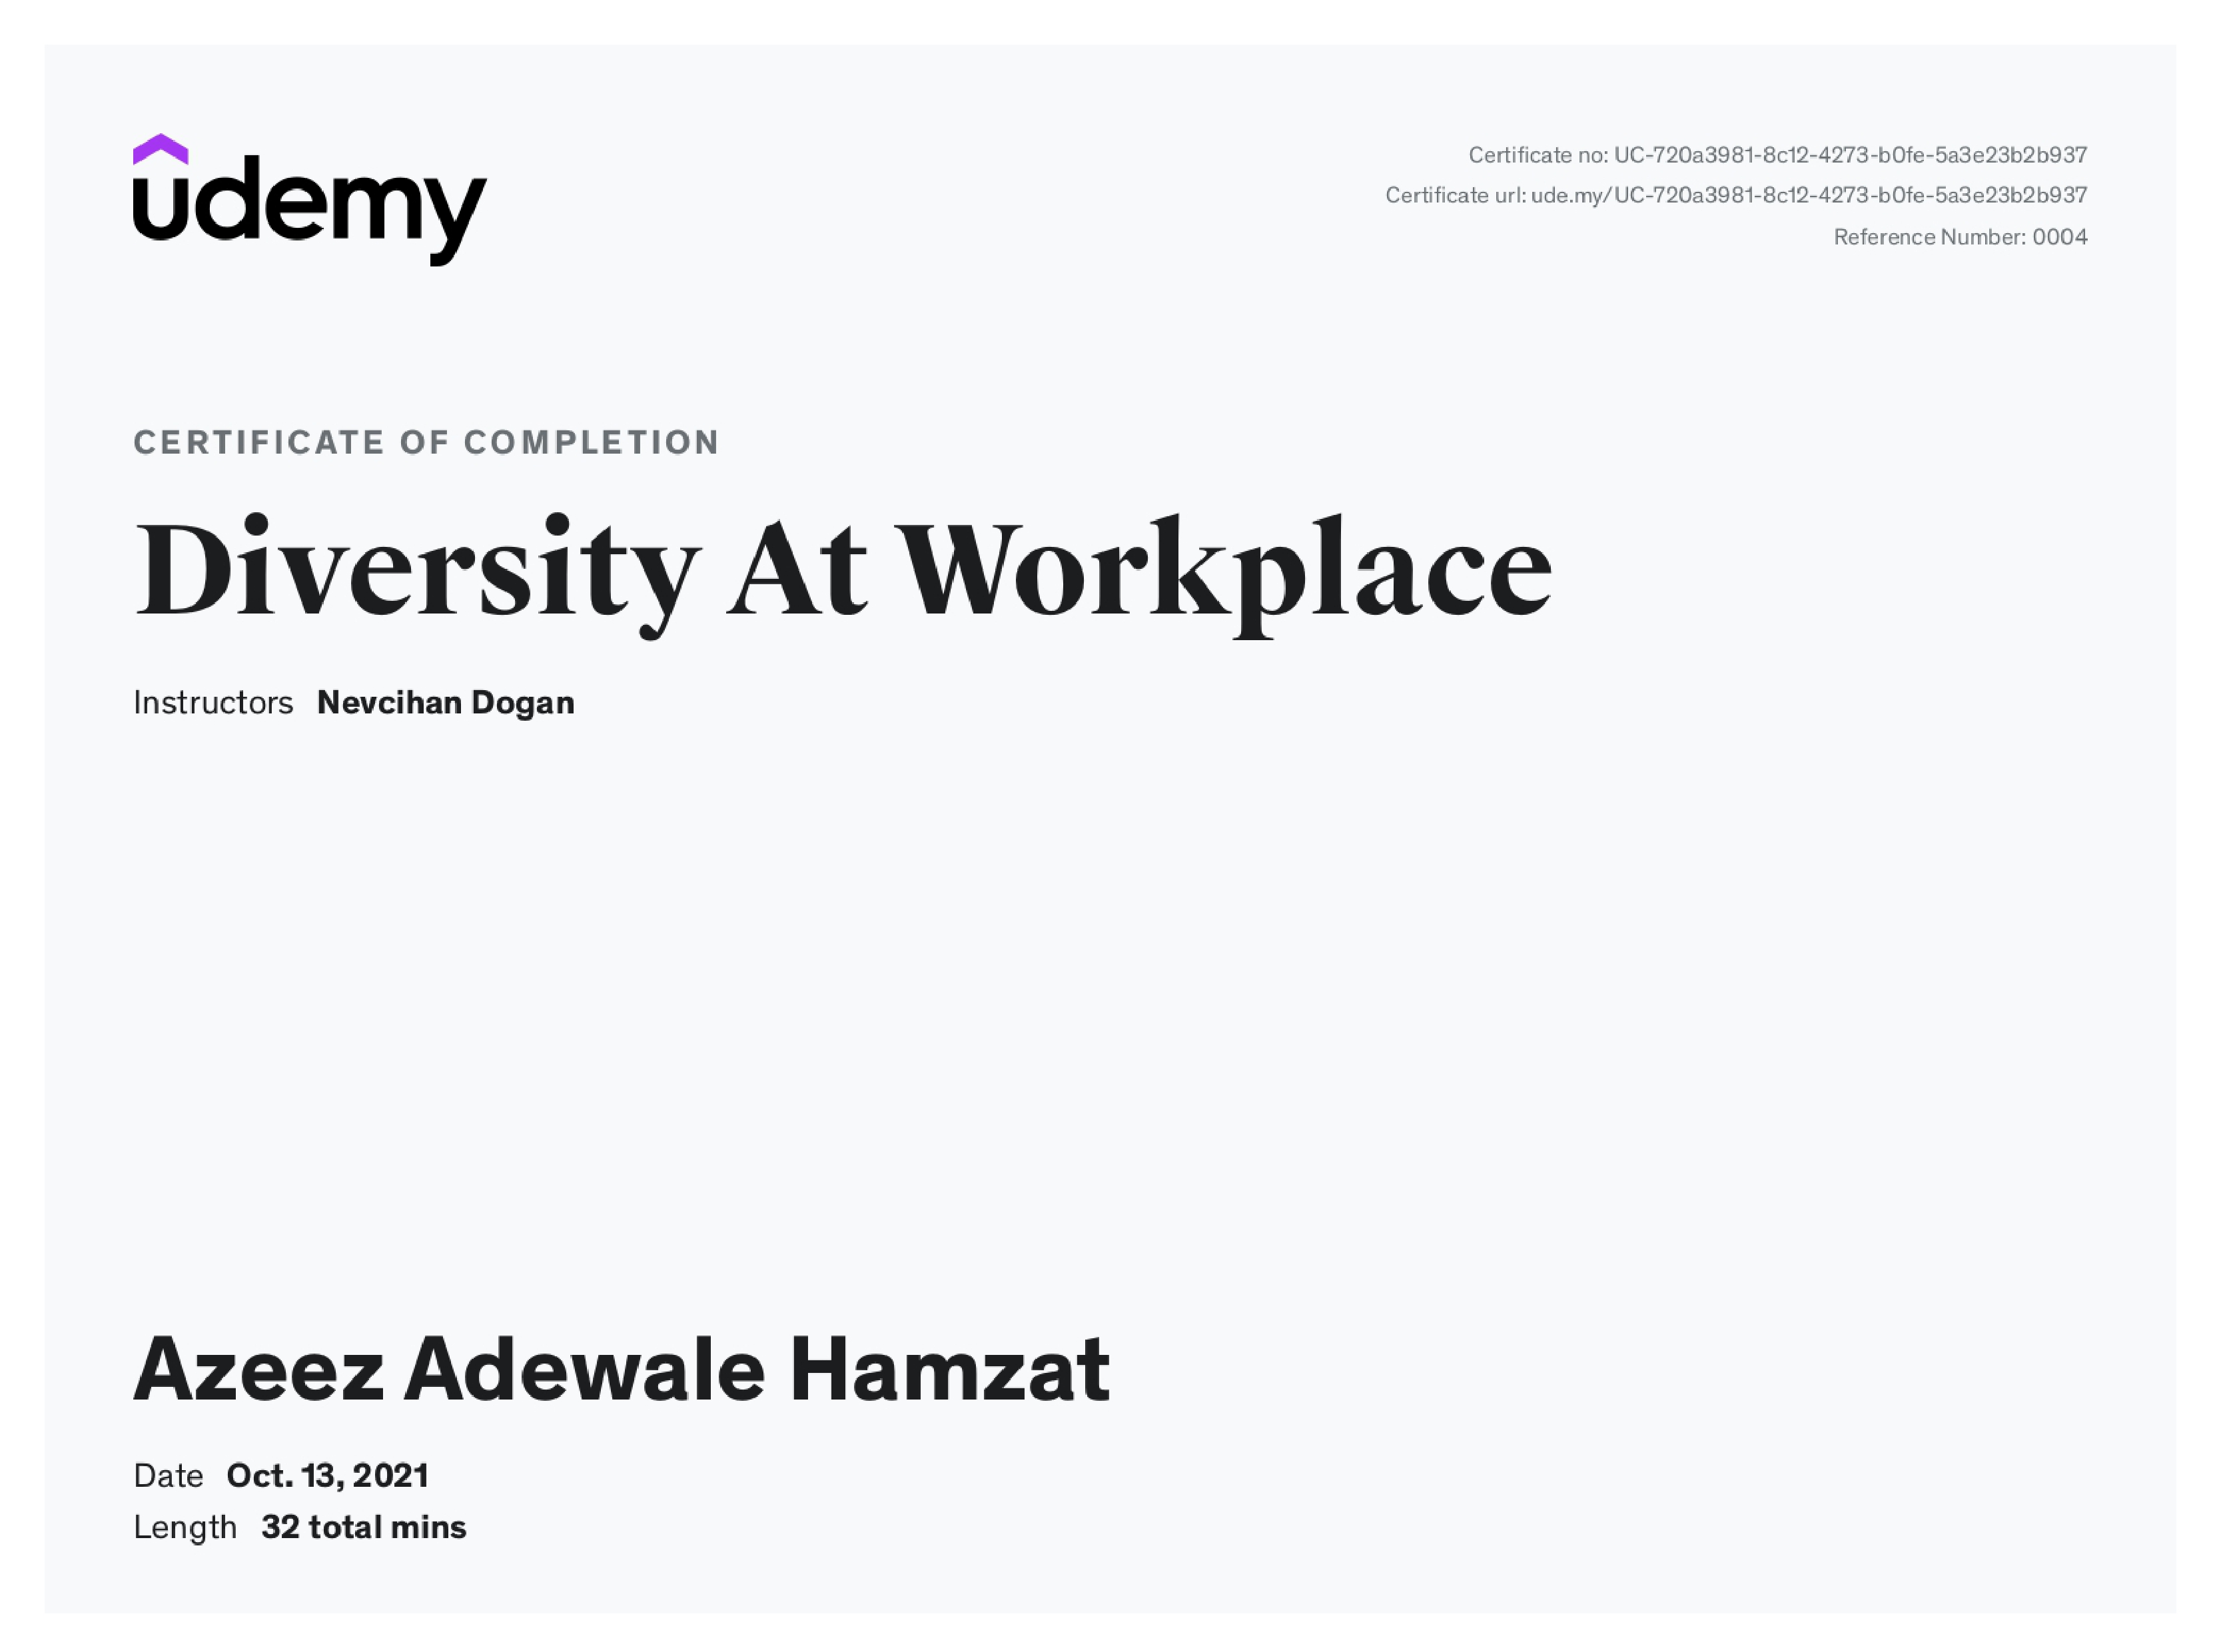 udemy
Certificate no: UC-720a3981-8c12-4273-b0fe-5a3e23b2b937
Certificate url: ude.my/UC-720a3981-8c12-4273-b0fe-5a3e23b2b937
Reference Number: 0004
CERTIFICATE OF COMPLETION
Diversity At Workplace
Instructors Nevcihan Dogan
Azeez Adewale Hamzat
Date Oct. 13, 2021
Length 32 total mins